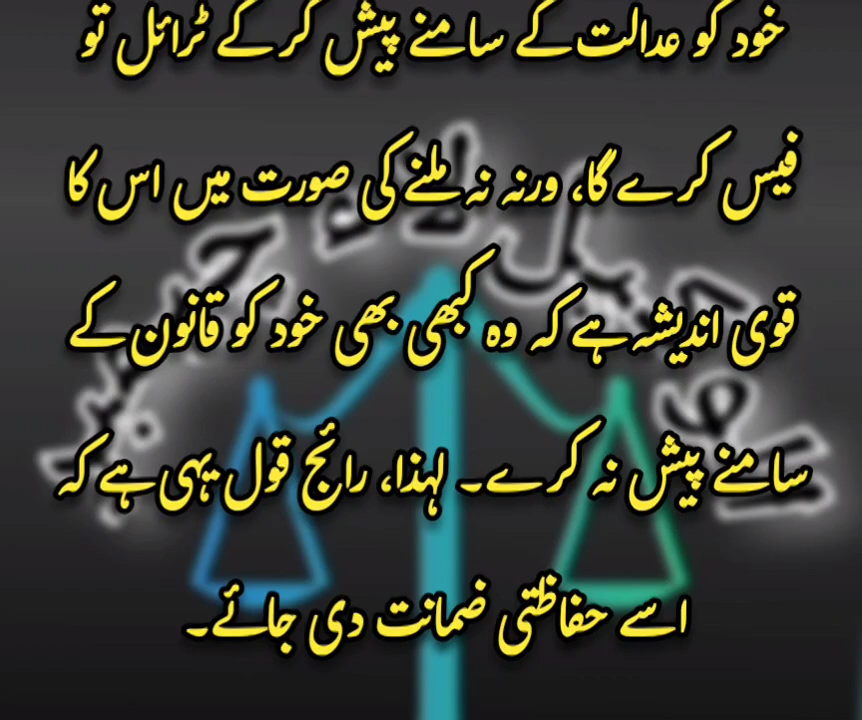 خود کو عدالت کے سامنے پیش کر کے ٹرائل تو
فیس کرے گا، ورنہ نہ ملنے کی صورت میں اس کا
قوی اندیشہ ہے کہ وہ کبھی بھی خود کو قانون کے
سامنے پیش نہ کرے۔ لہذا، رائج قول یہی ہے کہ
اسے حفاظتی ضمانت دی جائے۔